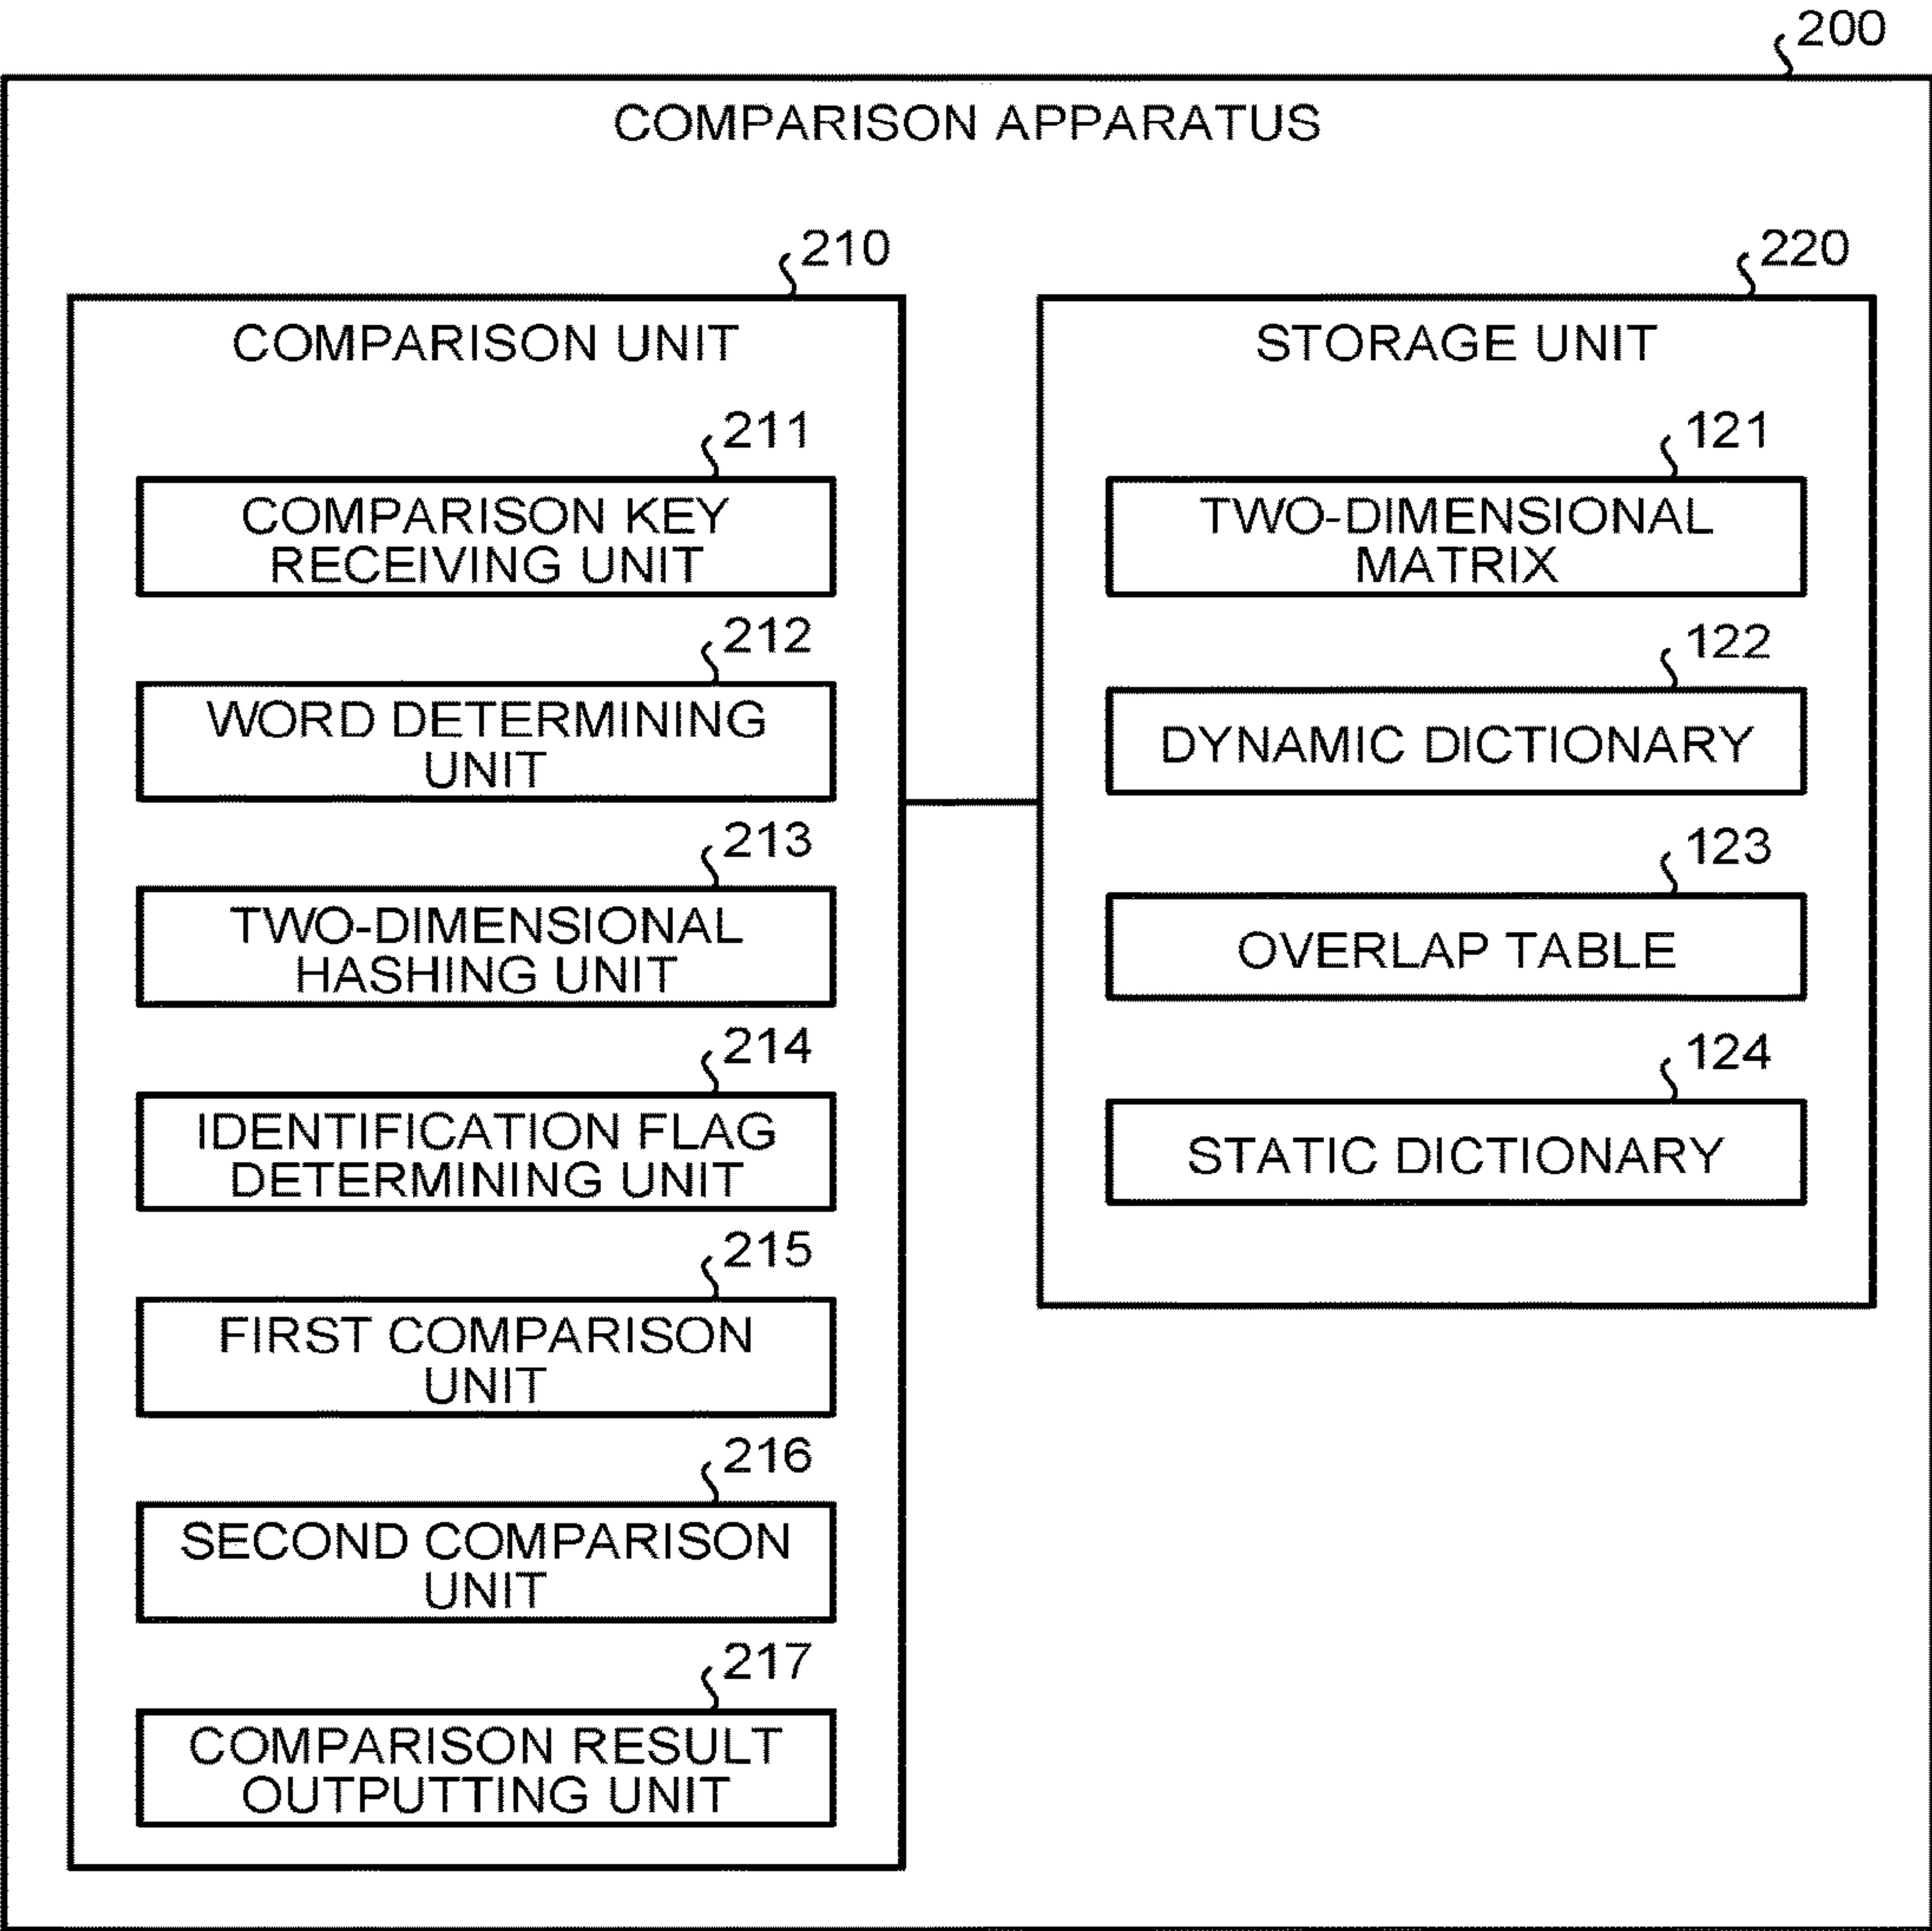 200
COMPARISON APPARATUS
210
COMPARISON UNIT
211
COMPARISON KEY
RECEIVING UNIT
212
WORD DETERMINING
UNIT
213
TWO-DIMENSIONAL
HASHING UNIT
214
IDENTIFICATION FLAG
DETERMINING UNIT
215
FIRST COMPARISON
UNIT
216
SECOND COMPARISON
UNIT
217
COMPARISON RESULT
OUTPUTTING UNIT
220
STORAGE UNIT
121
TWO-DIMENSIONAL
MATRIX
122
DYNAMIC DICTIONARY
123
OVERLAP TABLE
124
STATIC DICTIONARY